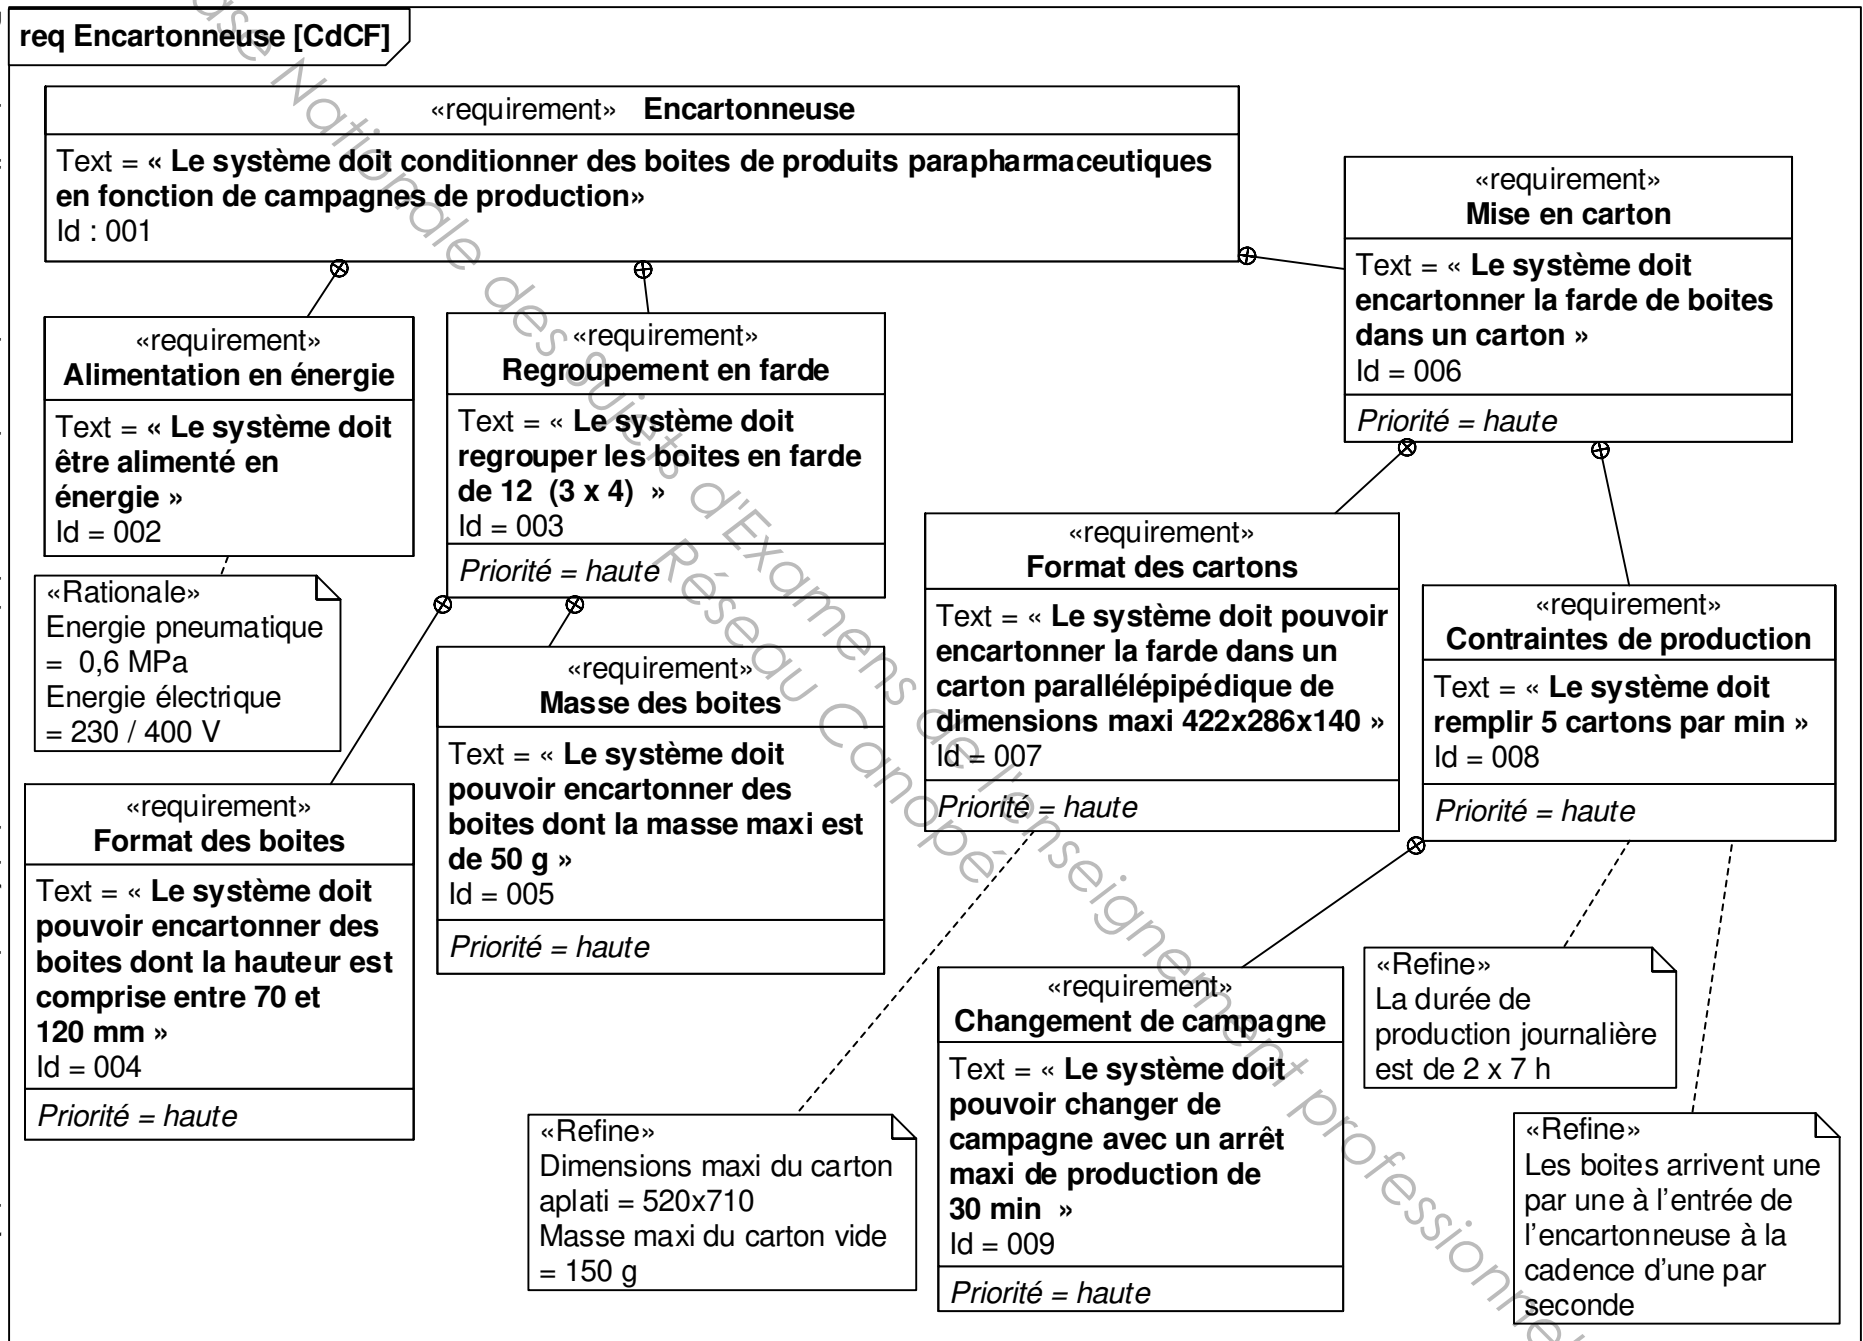 req Encartonneuse [CdCF]
«requirement» Encartonneuse
Text = « Le système doit conditionner des boites de produits parapharmaceutiques
en fonction de campagnes de production»
Id : 001
«requirement»
Mise en carton
Text = « Le système doit
encartonner la farde de boites
dans un carton »
Id = 006
Priorité = haute
«requirement»
Alimentation en énergie
Text = « Le système doit
être alimenté en
énergie »
Id = 002
«requirement»
Regroupement en farde
Text = « Le système doit
regrouper les boites en farde
de 12 (3 x 4) »
Id = 003
Priorité = haute
«Rationale»
Energie pneumatique
= 0,6 MPa
Energie électrique
= 230 / 400 V
«requirement»
Format des cartons
Text = « Le système doit pouvoir
encartonner la farde dans un
carton parallélépipédique de
dimensions maxi 422x286x140 »
Id = 007
Priorité = haute
«requirement»
Contraintes de production
Text = « Le système doit
remplir 5 cartons par min »
Id = 008
Priorité = haute
«requirement»
Masse des boites
Text = « Le système doit
pouvoir encartonner des
boites dont la masse maxi est
de 50 g »
Id = 005
Priorité = haute
«requirement»
Format des boites
Text = « Le système doit
pouvoir encartonner des
boites dont la hauteur est
comprise entre 70 et
120 mm »
Id = 004
Priorité = haute
«requirement»
Changement de campagne
Text = « Le système doit
pouvoir changer de
campagne avec un arrêt
maxi de production de
30 min »
Id = 009
Priorité = haute
«Refine»
La durée de
production journalière
est de 2 x 7 h
«Refine»
Dimensions maxi du carton
aplati = 520x710
Masse maxi du carton vide
= 150 g
«Refine»
Les boites arrivent une
par une à l'entrée de
l'encartonneuse à la
cadence d'une par
seconde
Nationale des Sujets d'Examens de l'enseignement professionnel
Réseau Canopé